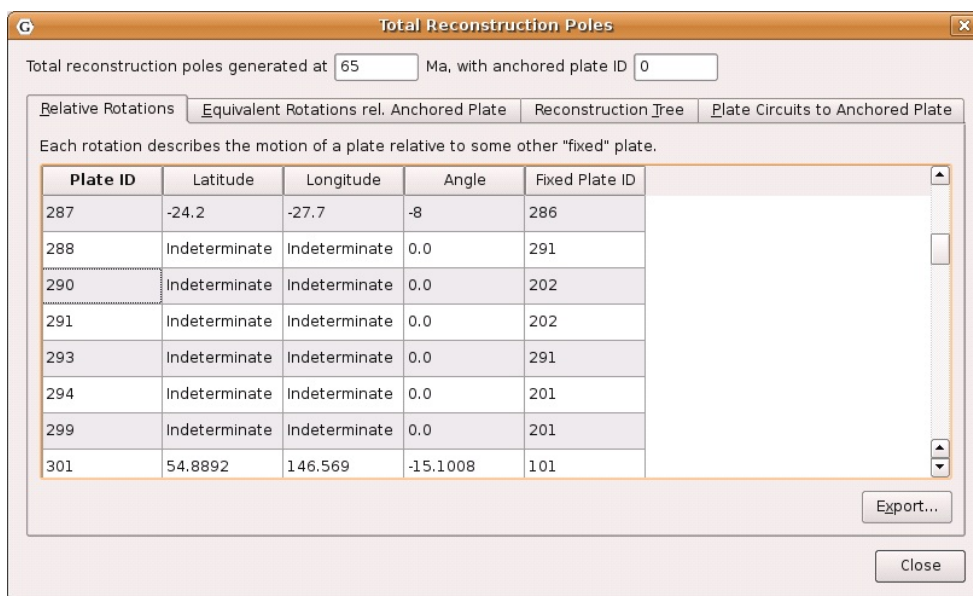 G Total Reconstruction Poles
Total reconstruction poles generated at 65 Ma, with anchored plate ID 0
Relative Rotations Equivalent Rotations rel. Anchored Plate Reconstruction Tree Plate Circuits to Anchored Plate
Each rotation describes the motion of a plate relative to some other "fixed" plate.
Plate ID Latitude Longitude Angle Fixed Plate ID
287 -24.2 -27.7 -8 286
288 Indeterminate Indeterminate 0.0 291
290 Indeterminate Indeterminate 0.0 202
291 Indeterminate Indeterminate 0.0 202
293 Indeterminate Indeterminate 0.0 291
294 Indeterminate Indeterminate 0.0 201
299 Indeterminate Indeterminate 0.0 201
301 54.8892 146.569 -15.1008 101
Export...
Close